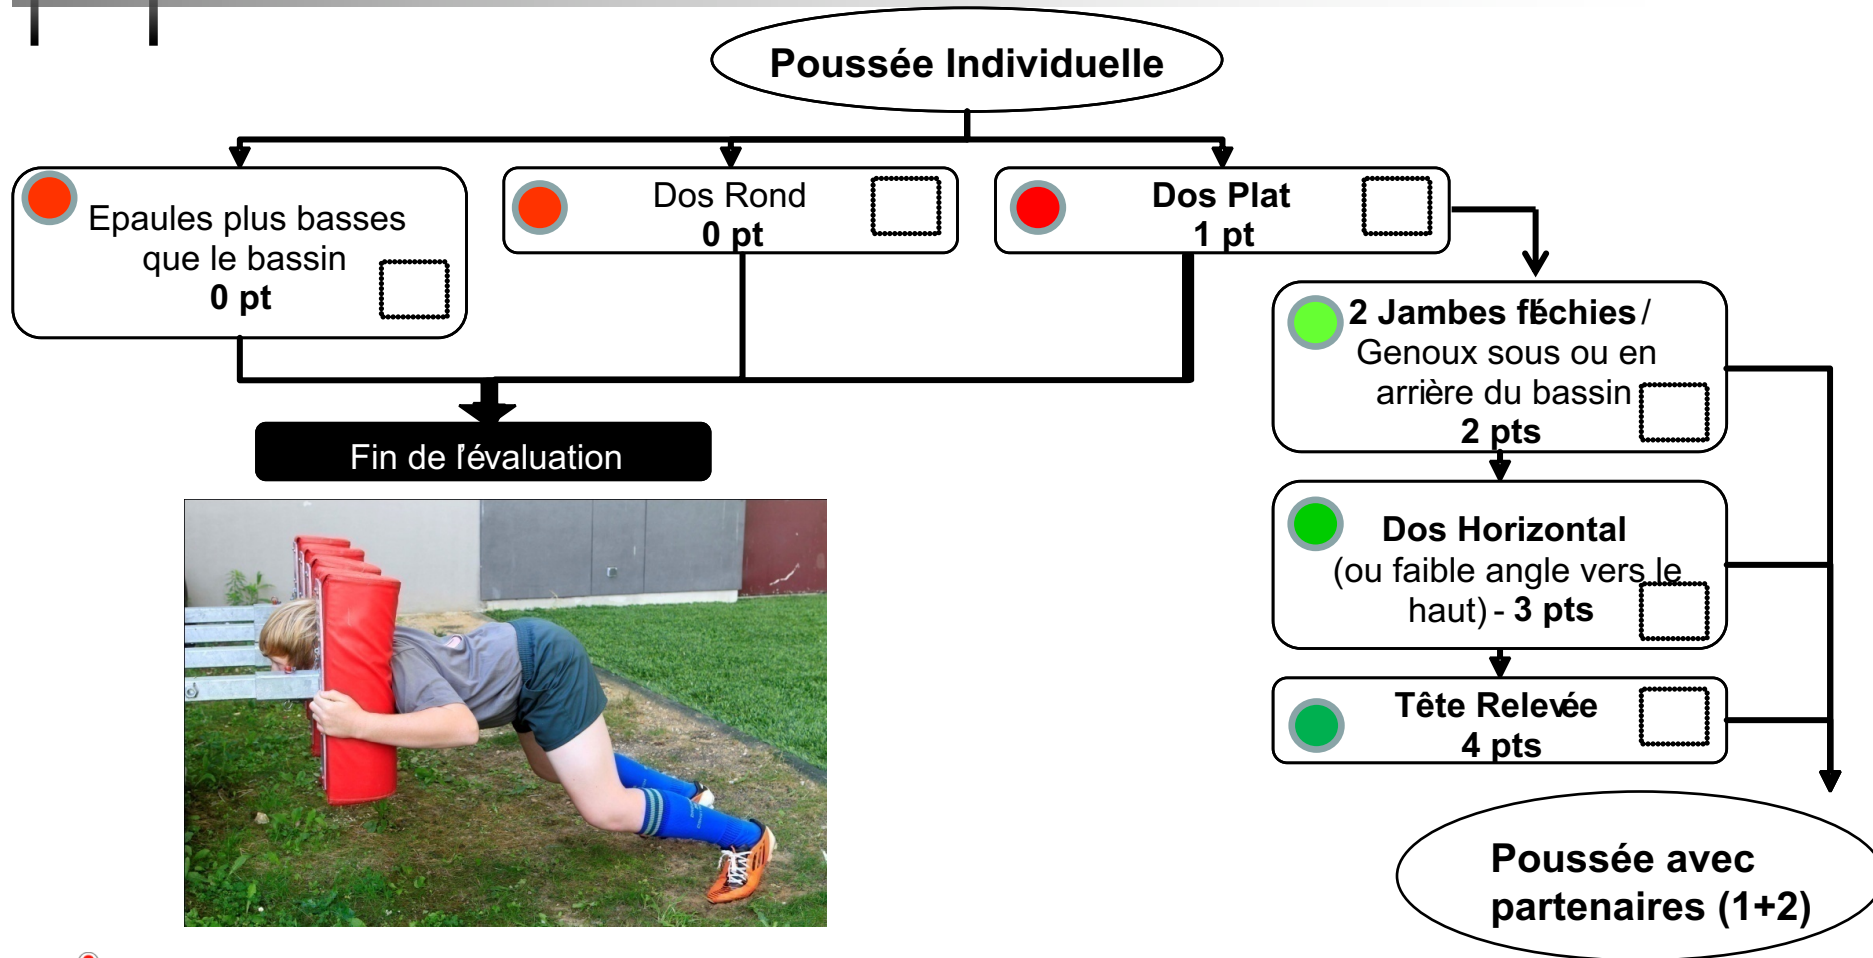 Poussée Individuelle
Epaules plus basses
que le bassin
0 pt
Dos Rond
0 pt
Dos Plat
1 pt
2 Jambes fléchies /
Genoux sous ou en
arrière du bassin
2 pts
Fin de l'évaluation
Dos Horizontal
(ou faible angle vers le
haut) - 3 pts
Tête Relevée
4 pts
Poussée avec
partenaires (1+2)